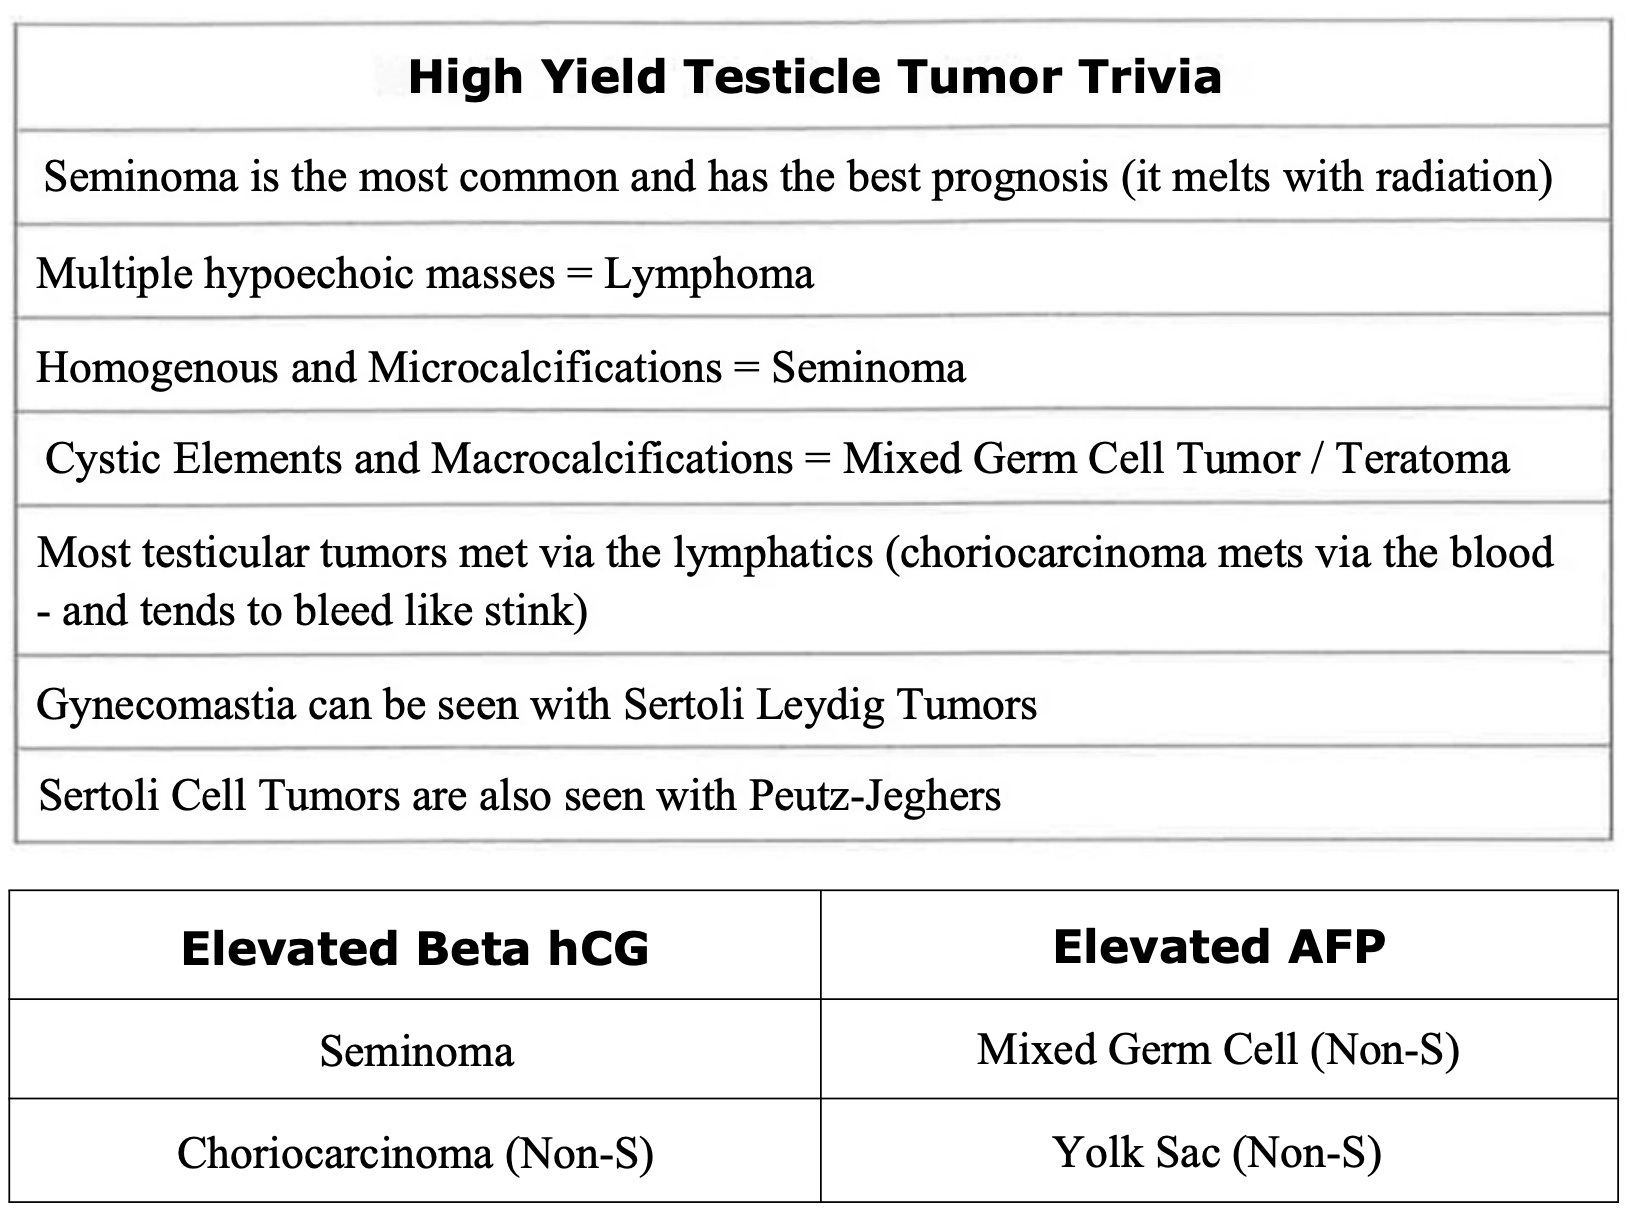 High Yield Testicle Tumor Trivia
Seminoma is the most common and has the best prognosis (it melts with radiation)
Multiple hypoechoic masses = Lymphoma
Homogenous and Microcalcifications = Seminoma
Cystic Elements and Macrocalcifications = Mixed Germ Cell Tumor / Teratoma
Most testicular tumors met via the lymphatics (choriocarcinoma mets via the blood
- and tends to bleed like stink)
Gynecomastia can be seen with Sertoli Leydig Tumors
Sertoli Cell Tumors are also seen with Peutz-Jeghers
Elevated Beta hCG
Elevated AFP
Seminoma
Mixed Germ Cell (Non-S)
Choriocarcinoma (Non-S)
Yolk Sac (Non-S)